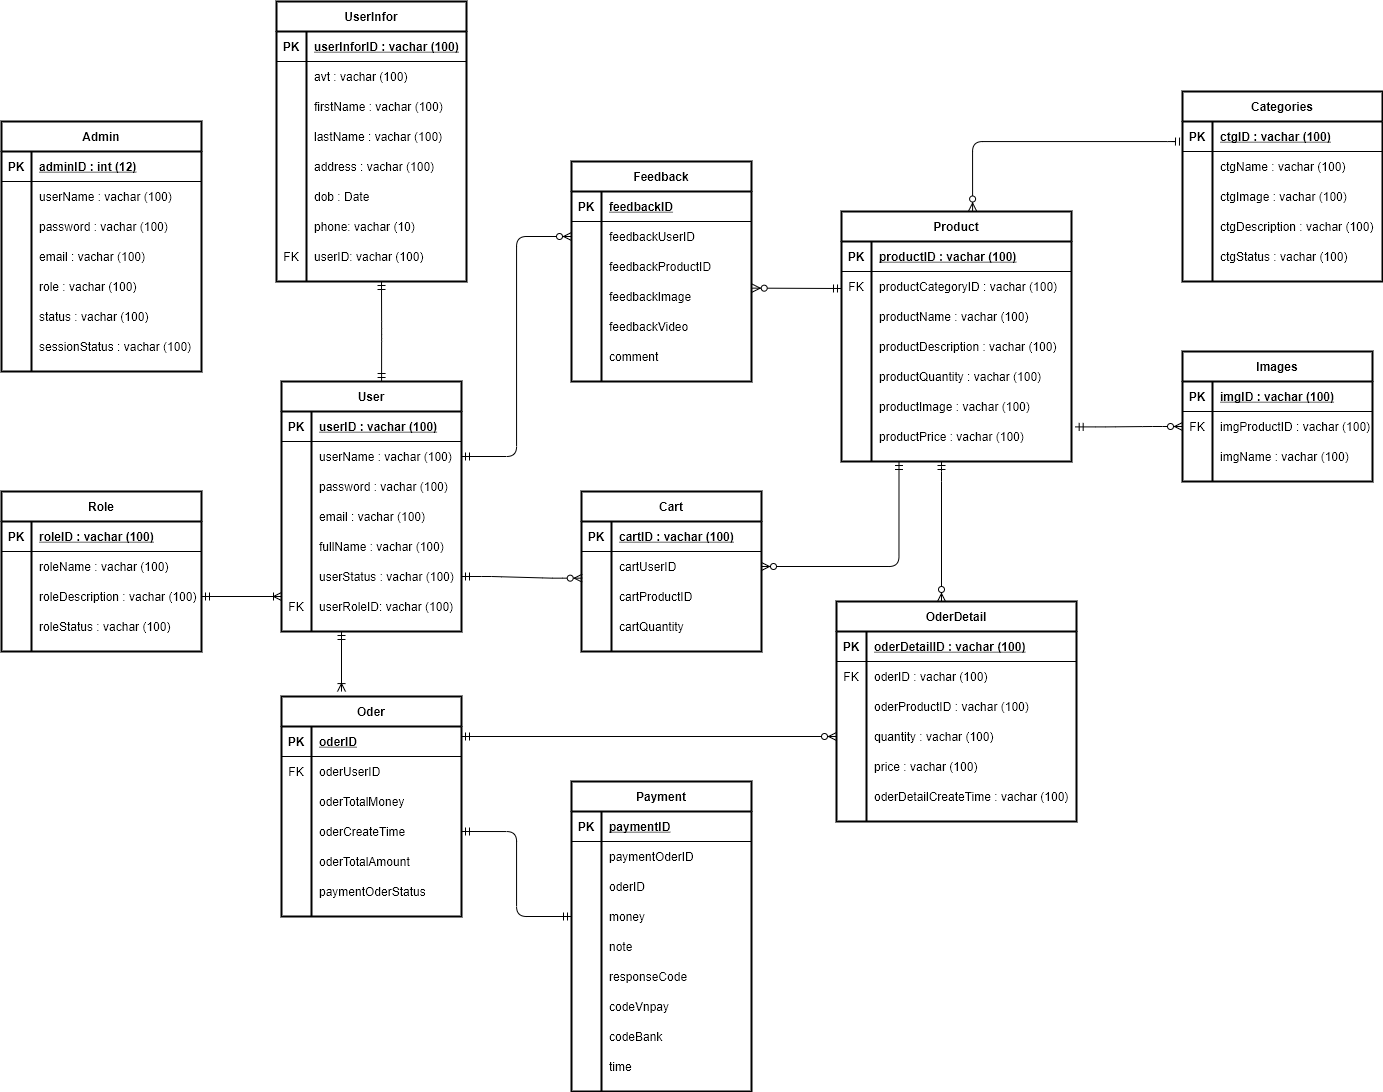 UserInfor
PK userInforID : vachar (100)
avt : vachar (100)
firstName : vachar (100)
lastName : vachar (100)
address : vachar (100)
dob : Date
phone: vachar (10)
FK userID: vachar (100)
Admin
PK adminID : int (12)
userName : vachar (100)
password : vachar (100)
email : vachar (100)
role : vachar (100)
status : vachar (100)
sessionStatus : vachar (100)
Feedback
PK feedbackID
feedbackUserID
feedbackProductID
feedbackImage
feedbackVideo
comment
Categories
PK ctgID : vachar (100)
ctgName : vachar (100)
ctgImage : vachar (100)
ctgDescription : vachar (100)
ctgStatus : vachar (100)
Product
PK productID : vachar (100)
FK productCategoryID : vachar (100)
productName : vachar (100)
productDescription : vachar (100)
productQuantity : vachar (100)
productImage : vachar (100)
productPrice : vachar (100)
Images
PK imgID : vachar (100)
FK imgProductID : vachar (100)
imgName : vachar (100)
User
PK userID : vachar (100)
userName : vachar (100)
password : vachar (100)
email : vachar (100)
fullName : vachar (100)
userStatus : vachar (100)
FK userRoleID: vachar (100)
Role
PK roleID : vachar (100)
roleName : vachar (100)
roleDescription : vachar (100)
roleStatus : vachar (100)
Cart
PK cartID : vachar (100)
cartUserID
cartProductID
cartQuantity
OderDetail
PK oderDetailID : vachar (100)
FK oderID : vachar (100)
oderProductID : vachar (100)
quantity : vachar (100)
price : vachar (100)
oderDetailCreateTime : vachar (100)
Oder
PK oderID
FK oderUserID
oderTotalMoney
oderCreateTime
oderTotalAmount
paymentOderStatus
Payment
PK paymentID
paymentOderID
oderID
money
note
responseCode
codeVnpay
codeBank
time